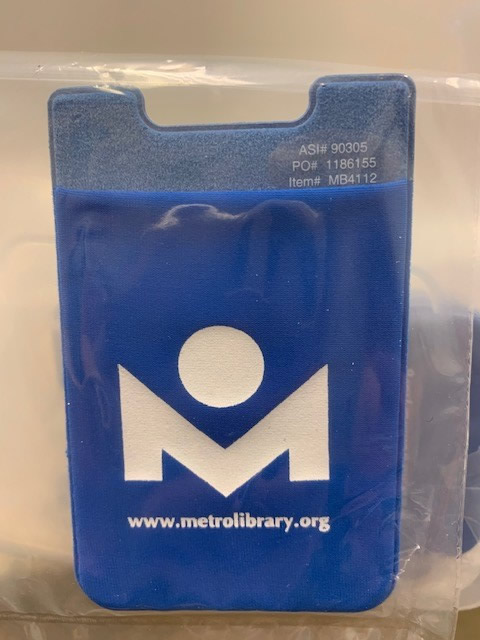 ASI# 90305
PO# 1186155
Item# MB4112
www.metrolibrary.org